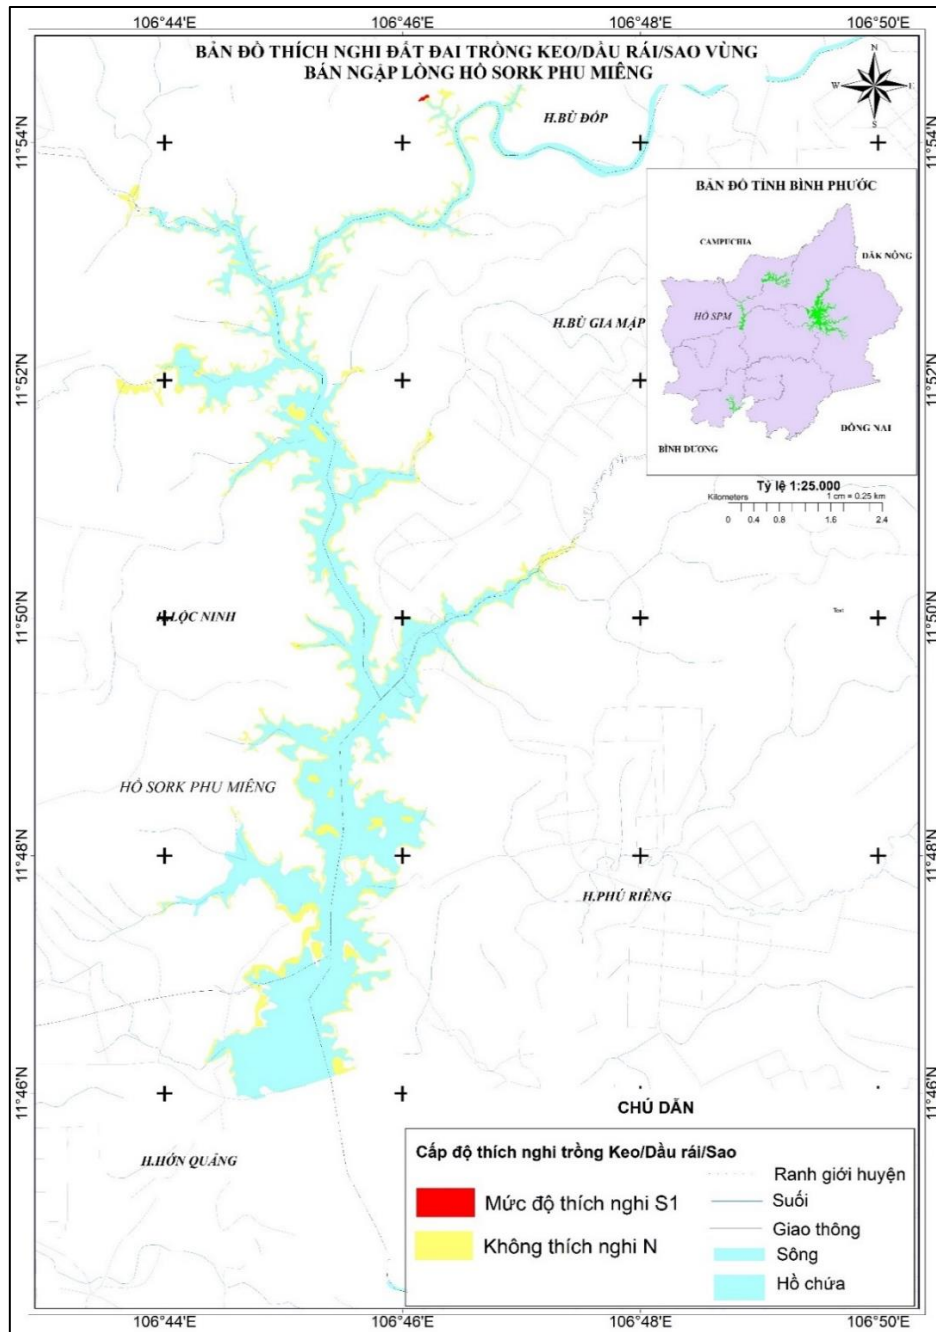 106°44'E 106°46'E 106°48'E 106°50'E
BẢN ĐỒ THÍCH NGHI ĐẤT ĐAI TRỒNG KEO/DẦU RÁI/SAO VÙNG
BÁN NGẬP LÒNG HỒ SORK PHU MIÊNG
N
W E
S
H.BÙ ĐỐP
11°54'N 11°54'N
BẢN ĐỒ TỈNH BÌNH PHƯỚC
CAMPUCHIA
ĐĂK NÔNG
HỒ SPM
H.BÙ GIA MẬP
11°52'N 11°52'N
ĐỒNG NAI
BÌNH DƯƠNG
Tỷ lệ 1:25.000
Kilometers 1 cm = 0.25 km
0 0.4 0.8 1.6 2.4
11°50'N 11°50'N
H.LỘC NINH
Text
HỒ SORK PHU MIÊNG
11°48'N 11°48'N
H.PHÚ RIỀNG
11°46'N 11°46'N
CHÚ DẪN
H.HỚN QUẢNG
Cấp độ thích nghi trồng Keo/Dầu rái/Sao
Mức độ thích nghi S1
Không thích nghi N
Ranh giới huyện
Suối
Giao thông
Sông
Hồ chứa
106°44'E 106°46'E 106°48'E 106°50'E